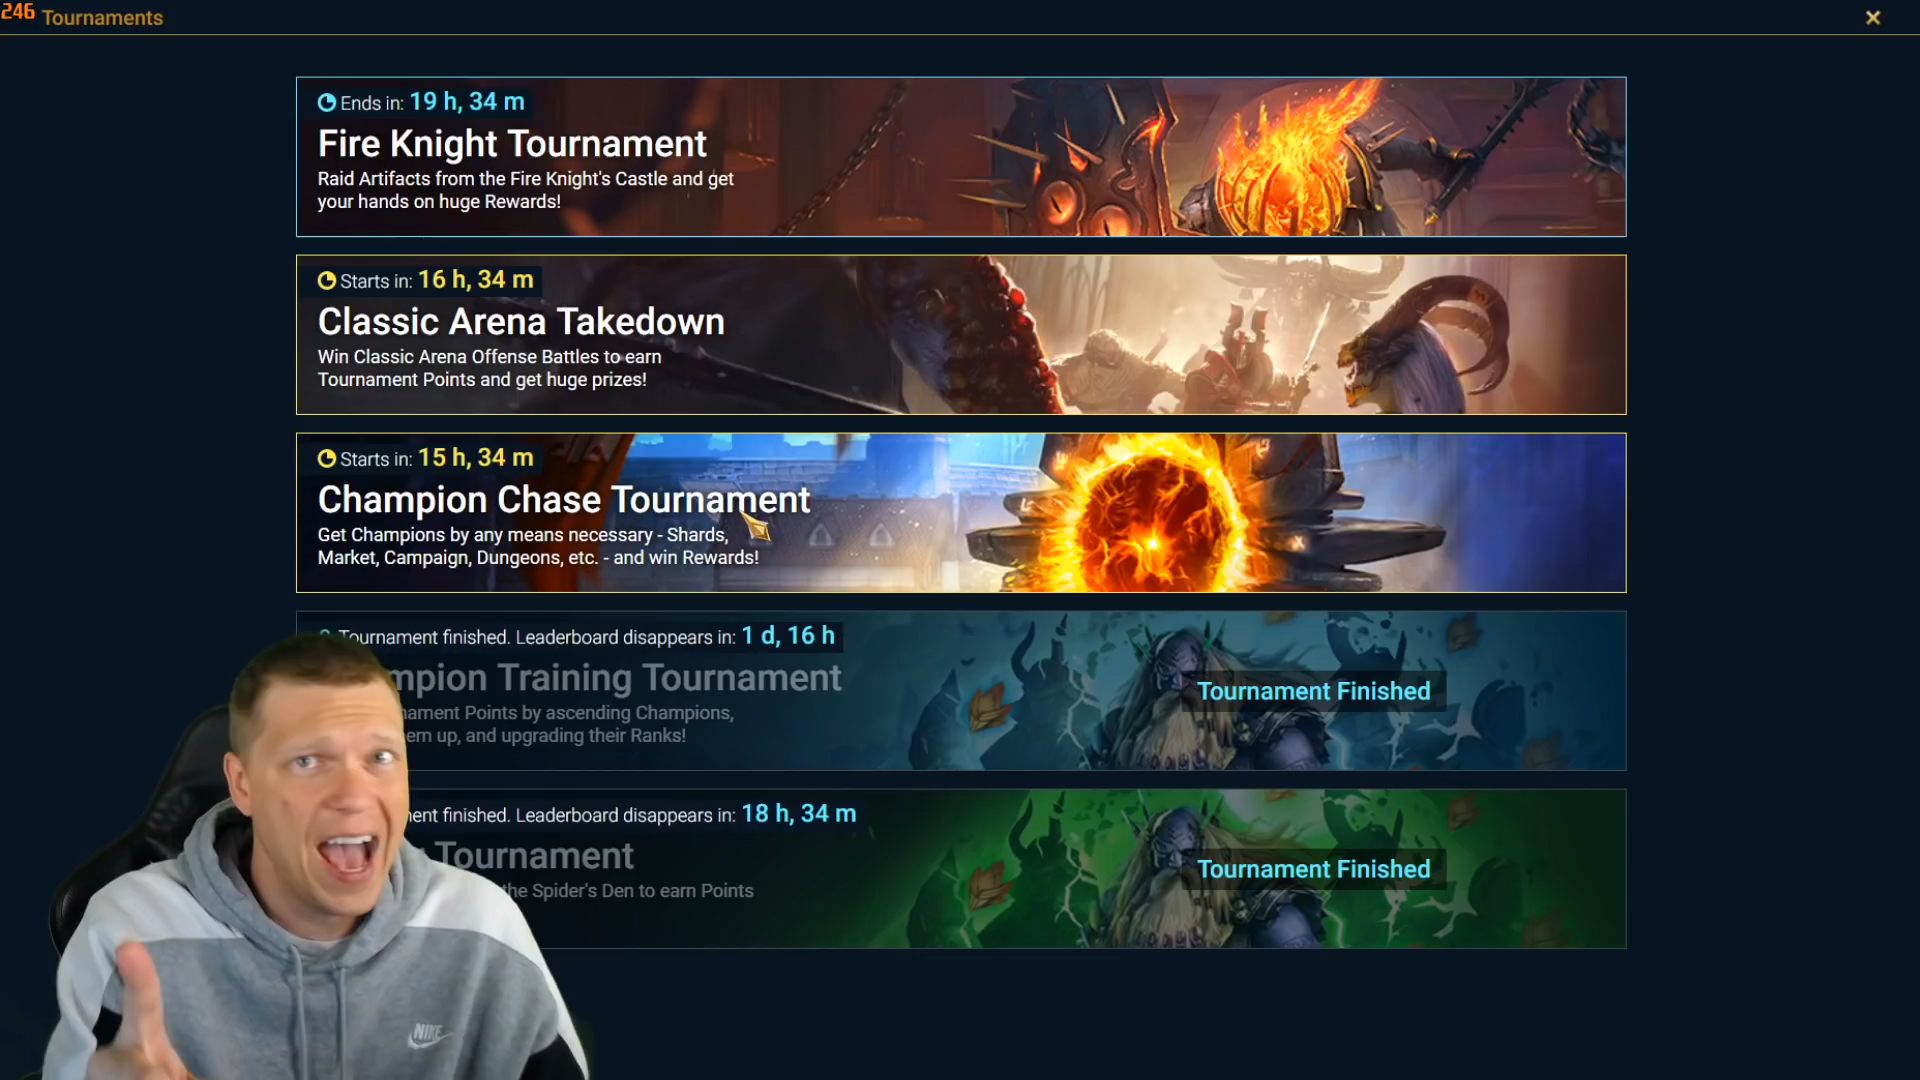 246
Tournaments
Ends in: 19 h, 34 m
Fire Knight Tournament
Raid Artifacts from the Fire Knight's Castle and get
your hands on huge Rewards!
Starts in: 16 h, 34 m
Classic Arena Takedown
Win Classic Arena Offense Battles to earn
Tournament Points and get huge prizes!
Starts in: 15 h, 34 m
Champion Chase Tournament
Get Champions by any means necessary - Shards,
Market, Campaign, Dungeons, etc. - and win Rewards!
Tournament finished. Leaderboard disappears in: 1 d, 16 h
Training Tournament
Points by ascending Champions,
up, and upgrading their Ranks!
Tournament Finished
finished. Leaderboard disappears in: 18 h, 34 m
Tournament
the Spider's Den to earn Points
Tournament Finished
NIKE